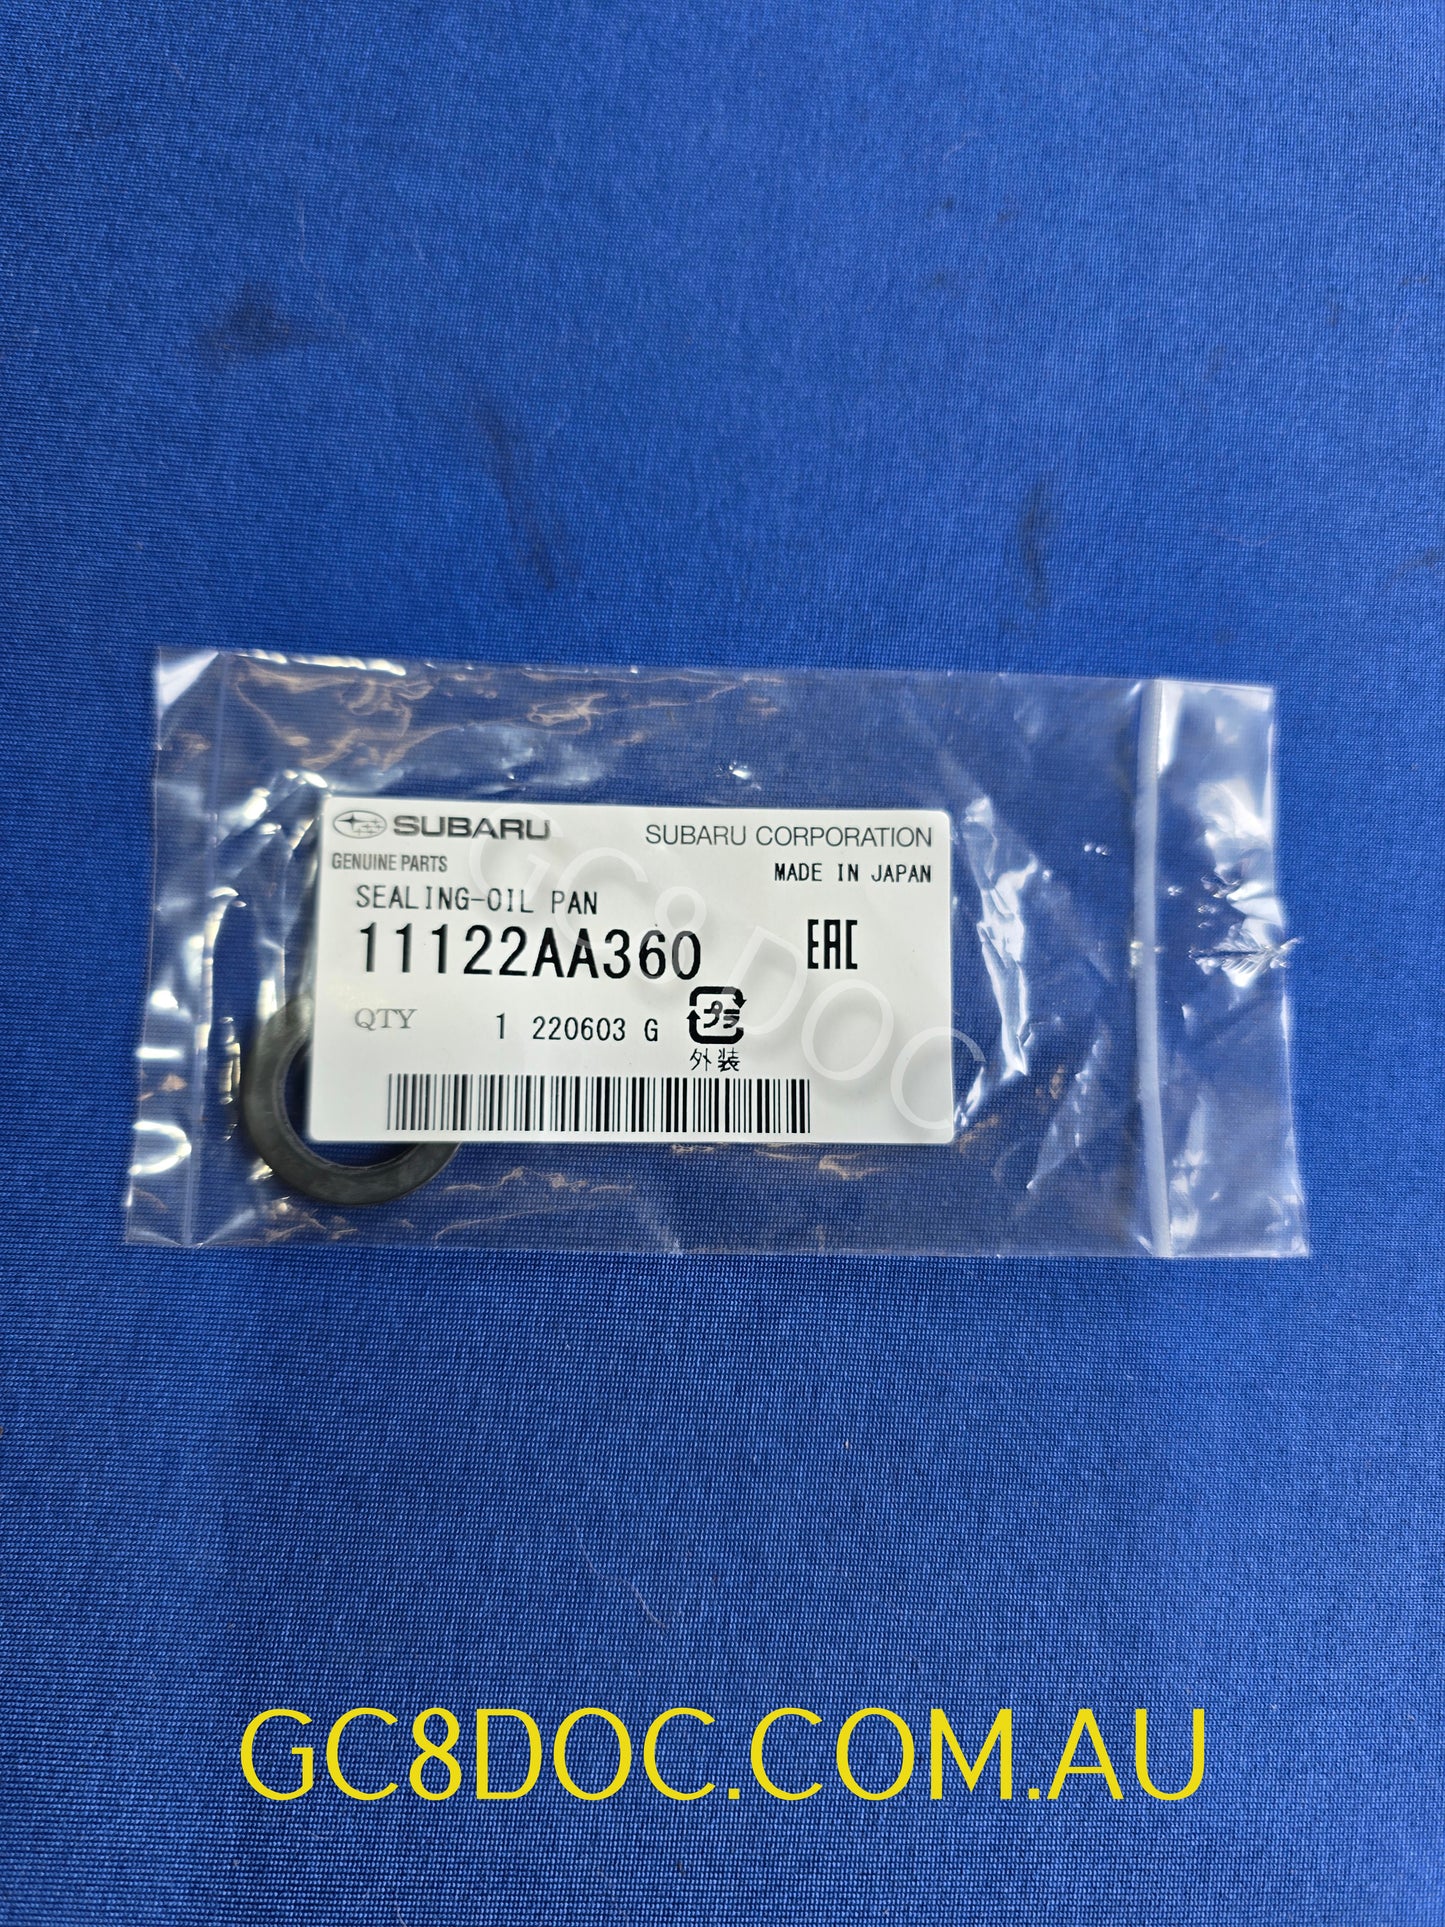 SUBARU SUBARU CORPORATION
GENUINE PARTS MADE IN JAPAN
SEALING-OIL PAN
11122AA360 EAC
QTY 1 220603 G プラ
外装
GC8DOC
GC8DOC.COM.AU